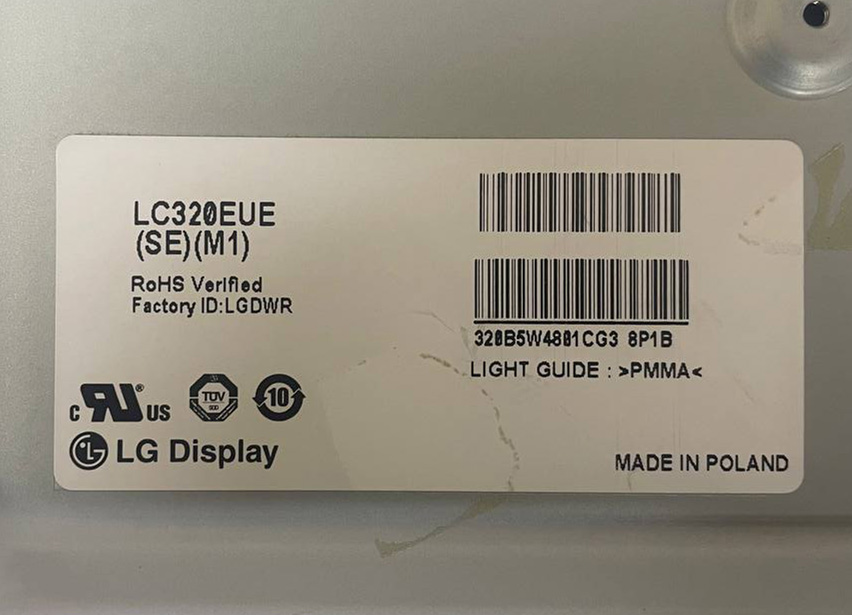 LC320EUE
(SE)(M1)
RoHS Verified
Factory ID:LGDWR
320B5W4801CG3 8P1B
LIGHT GUIDE : >PMMA<
c RU ® US
TÜV
10
LG Display
MADE IN POLAND